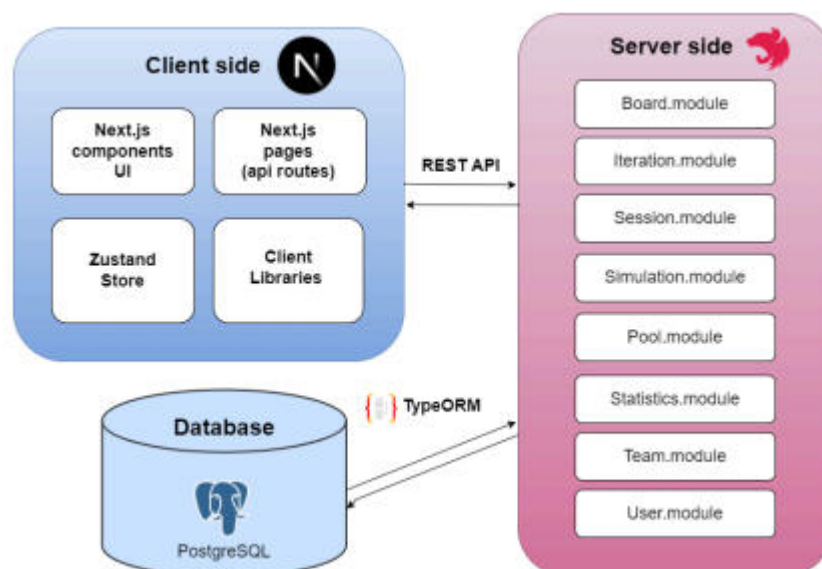 Client side
Next.js
components
UI
Next.js
pages
(api routes)
Zustand
Store
Client
Libraries
REST API
Server side
Board.module
Iteration.module
Session.module
Simulation.module
Pool.module
Statistics.module
Team.module
User.module
TypeORM
Database
PostgreSQL